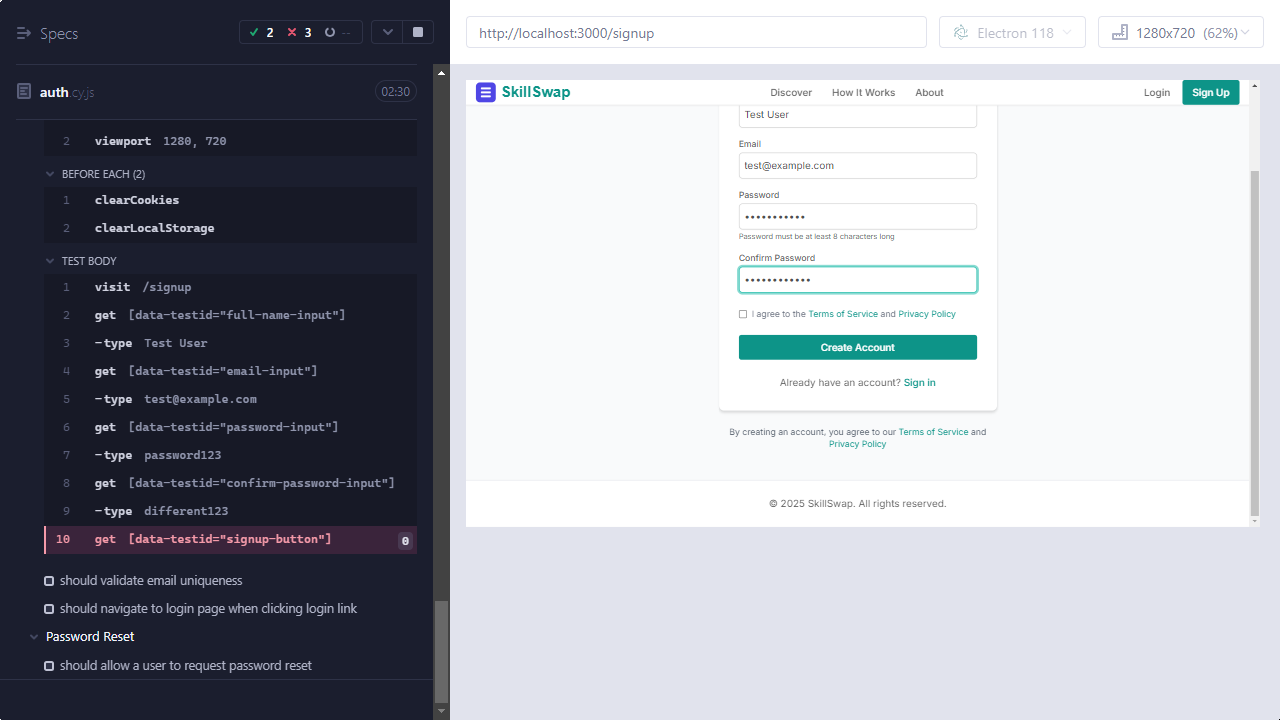 Specs
2
3
--
auth.cy.js
02:30
2 viewport 1280, 720
BEFORE EACH (2)
1 clearCookies
2 clearLocalStorage
TEST BODY
1 visit /signup
2 get [data-testid="full-name-input"]
3 -type Test User
4 get [data-testid="email-input"]
5 -type test@example.com
6 get [data-testid="password-input"]
7 -type password123
8 get [data-testid="confirm-password-input"]
9 -type different123
10 get [data-testid="signup-button"] 0
should validate email uniqueness
should navigate to login page when clicking login link
Password Reset
should allow a user to request password reset
http://localhost:3000/signup
Electron 118
1280x720 (62%)
SkillSwap
Discover
How It Works
About
Login
Sign Up
Test User
Email
test@example.com
Password
•••••••••••
Password must be at least 8 characters long
Confirm Password
••••••••••••
I agree to the Terms of Service and Privacy Policy
Create Account
Already have an account? Sign in
By creating an account, you agree to our Terms of Service and
Privacy Policy
© 2025 SkillSwap. All rights reserved.